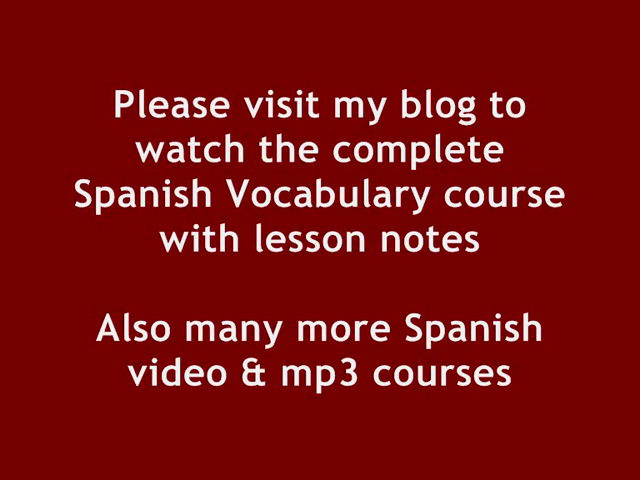 Please visit my blog to
watch the complete
Spanish Vocabulary course
with lesson notes
Also many more Spanish
video & mp3 courses